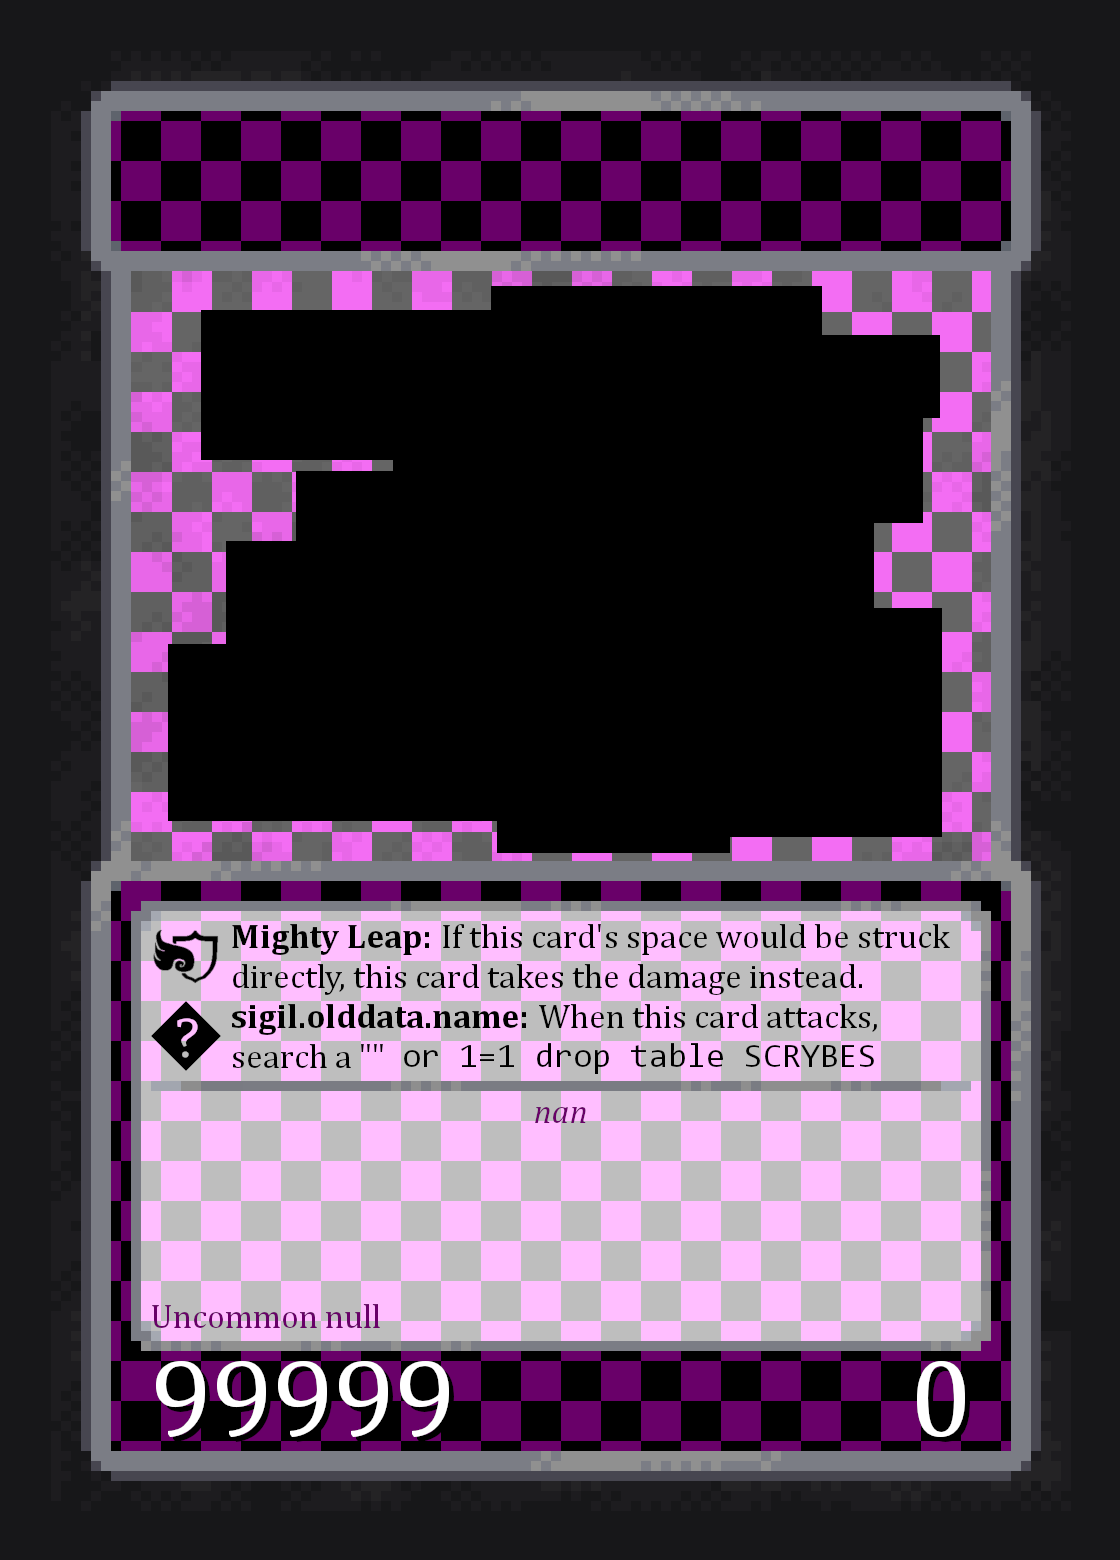 Mighty Leap: If this card's space would be struck
directly, this card takes the damage instead.
?
sigil.olddata.name: When this card attacks,
search a "" or 1=1 drop table SCRYBES
nan
Uncommon null
99999
0